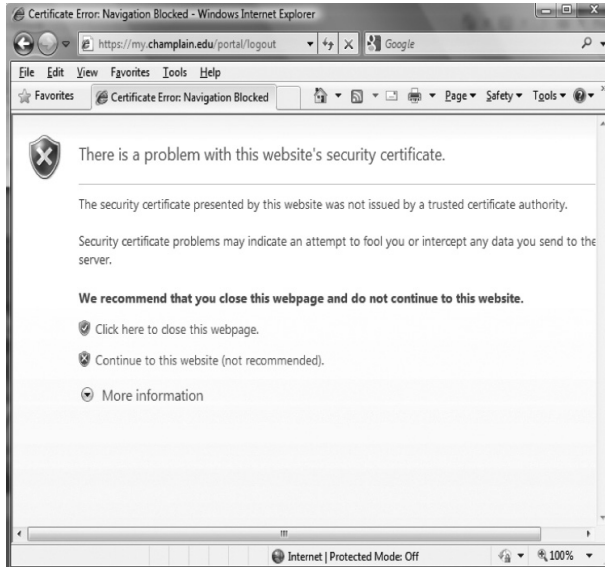 Certificate Error: Navigation Blocked - Windows Internet Explorer
https://my.champlain.edu/portal/logout
Google
File Edit View Favorites Tools Help
Favorites
Certificate Error: Navigation Blocked
Page Safety Tools
There is a problem with this website's security certificate.
The security certificate presented by this website was not issued by a trusted certificate authority.
Security certificate problems may indicate an attempt to fool you or intercept any data you send to the
server.
We recommend that you close this webpage and do not continue to this website.
Click here to close this webpage.
Continue to this website (not recommended).
More information
Internet | Protected Mode: Off
100%